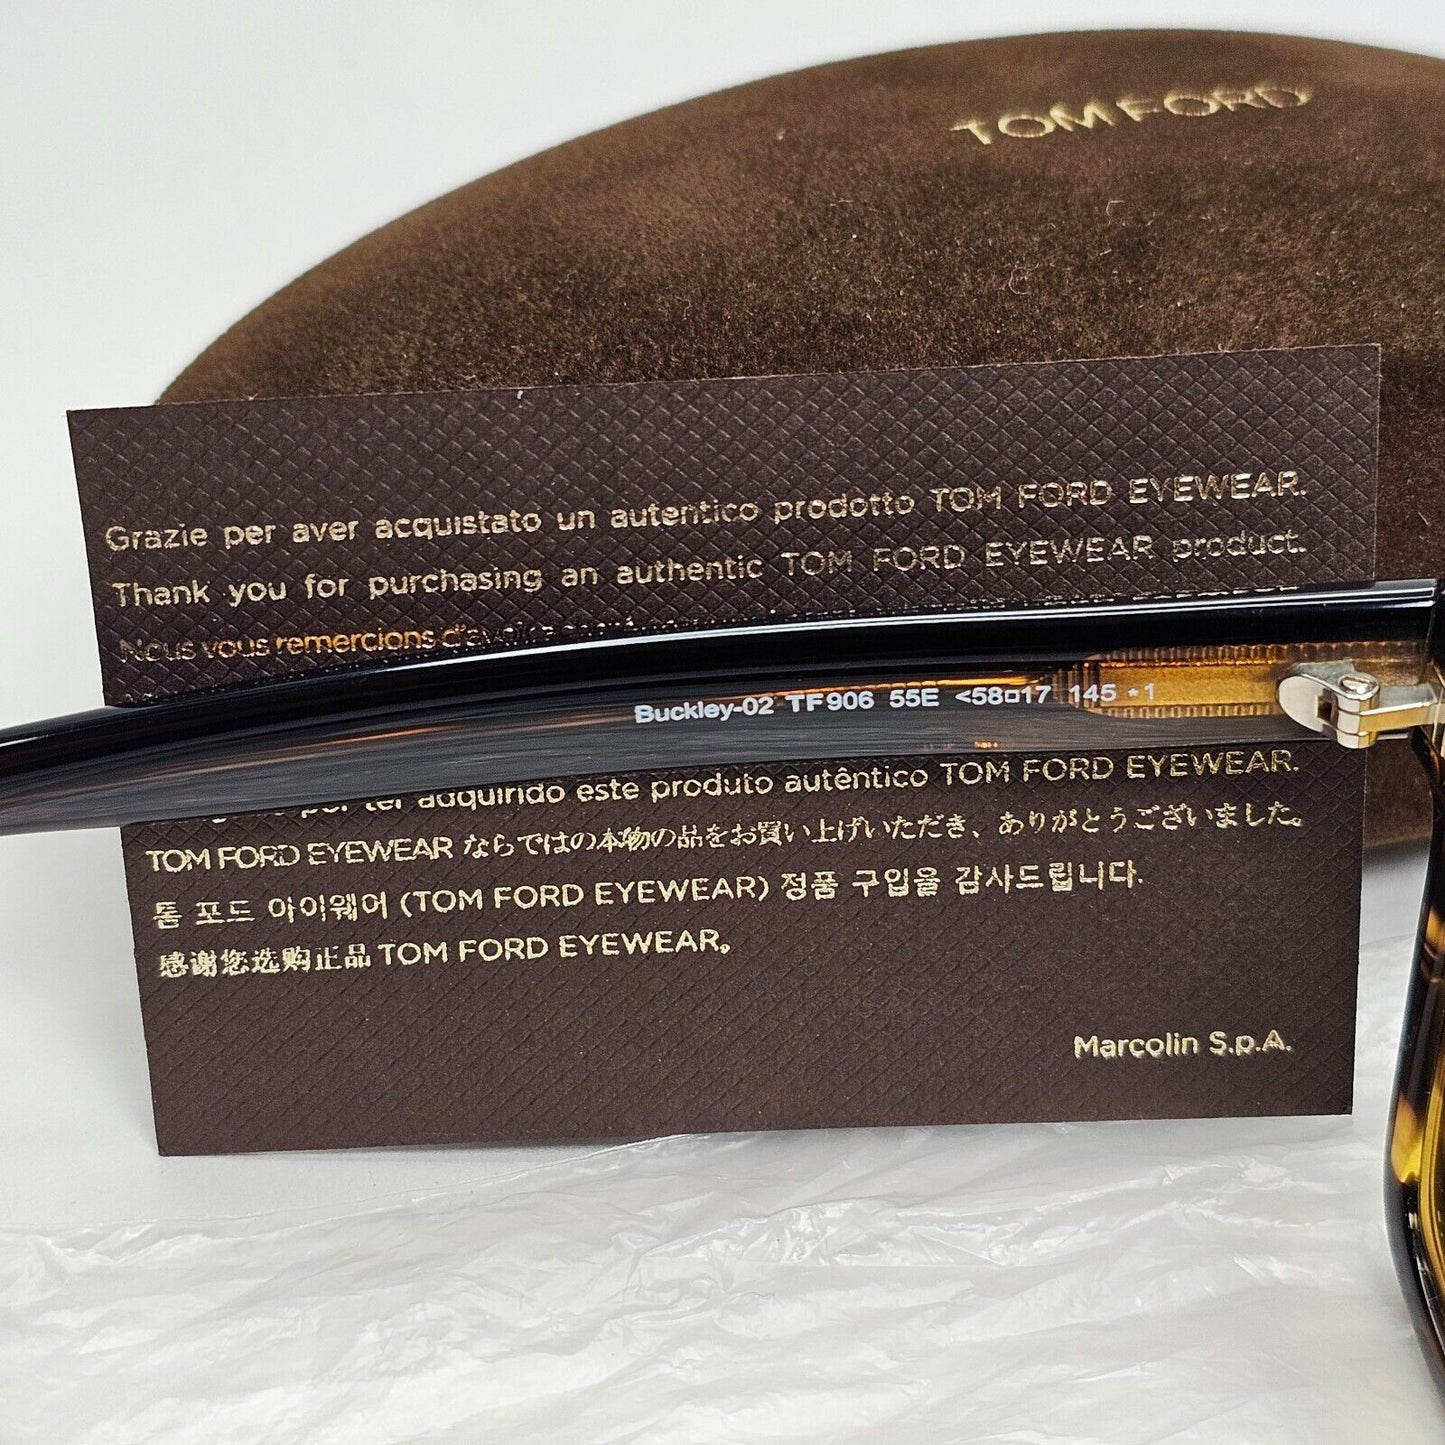 TOM FORD
Grazie per aver acquistato un autentico prodotto TOM FORD EYEWEAR.
Thank you for purchasing an authentic TOM FORD EYEWEAR product.
Nous vous remercions
Buckley-02 TF906 55E <58□17 145 *1
por ter adquirido este produto autêntico TOM FORD EYEWEAR.
TOM FORD EYEWEAR ならではの本物の品をお買い上げいただき、ありがとうございました。
톰 포드 아이웨어 (TOM FORD EYEWEAR) 정품 구입을 감사드립니다.
感谢您选购正品 TOM FORD EYEWEAR。
Marcolin S.p.A.